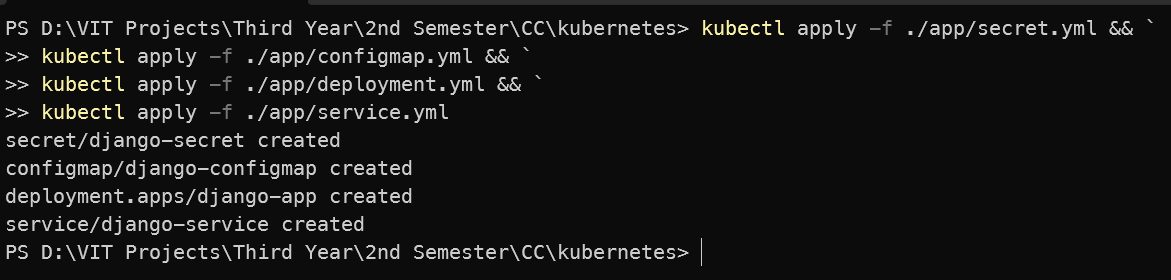 PS D:\VIT Projects\Third Year\2nd Semester\CC\kubernetes> kubectl apply -f ./app/secret.yml && `
>> kubectl apply -f ./app/configmap.yml && `
>> kubectl apply -f ./app/deployment.yml && `
>> kubectl apply -f ./app/service.yml
secret/django-secret created
configmap/django-configmap created
deployment.apps/django-app created
service/django-service created
PS D:\VIT Projects\Third Year\2nd Semester\CC\kubernetes>